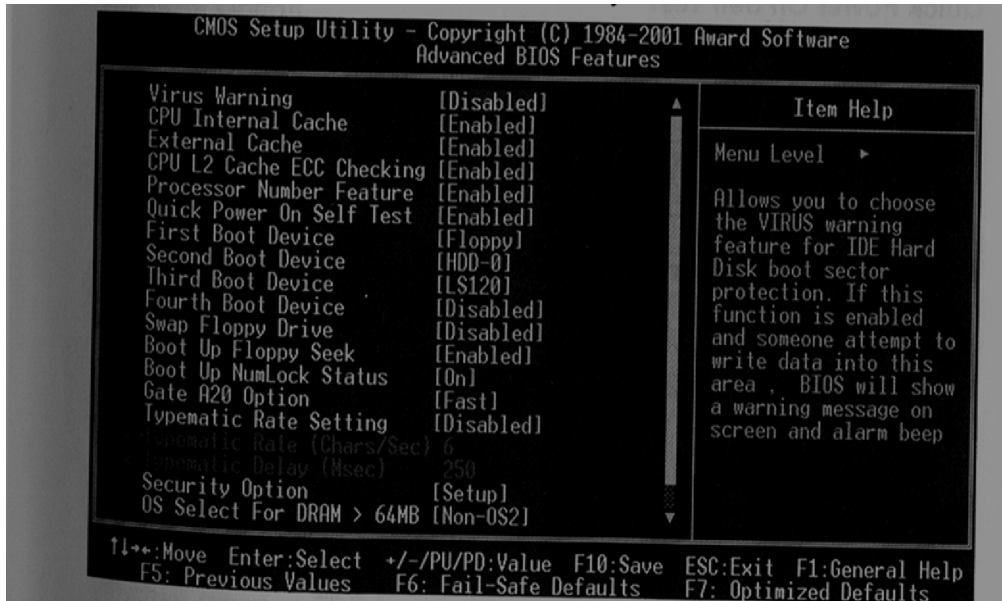 CMOS Setup Utility – Copyright (C) 1984-2001 Award Software
Advanced BIOS Features
Virus Warning [Disabled]
CPU Internal Cache [Enabled]
External Cache [Enabled]
CPU L2 Cache ECC Checking [Enabled]
Processor Number Feature [Enabled]
Quick Power On Self Test [Enabled]
First Boot Device [Floppy]
Second Boot Device [HDD-0]
Third Boot Device [LS120]
Fourth Boot Device [Disabled]
Swap Floppy Drive [Disabled]
Boot Up Floppy Seek [Enabled]
Boot Up NumLock Status [On]
Gate A20 Option [Fast]
Typematic Rate Setting [Disabled]
x Typematic Rate (Chars/Sec) 6
x Typematic Delay (Msec) 250
Security Option [Setup]
OS Select For DRAM > 64MB [Non-OS2]
Item Help
Menu Level ►
Allows you to choose
the VIRUS warning
feature for IDE Hard
Disk boot sector
protection. If this
function is enabled
and someone attempt to
write data into this
area , BIOS will show
a warning message on
screen and alarm beep
↑↓→←:Move Enter:Select +/-/PU/PD:Value F10:Save ESC:Exit F1:General Help
F5: Previous Values F6: Fail-Safe Defaults F7: Optimized Defaults